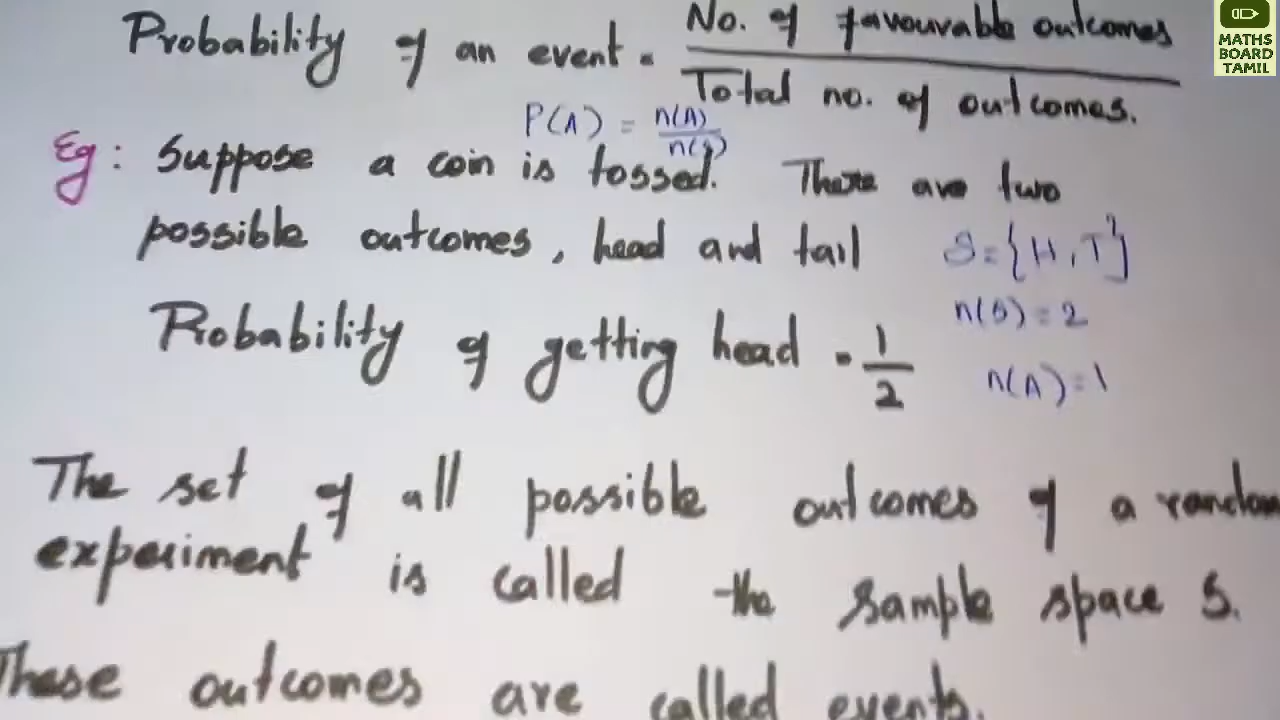 Probability of an event = No. of favourable outcomes
Total no. of outcomes.
P(A) = n(A)
n(S)
Eg: Suppose a coin is tossed. There are two
possible outcomes, head and tail
S = {H, T}
n(S) = 2
Probability of getting head = 1
2
n(A) = 1
The set of all possible outcomes of a random
experiment is called the sample space S.
These outcomes are called events.
MATHS
BOARD
TAMIL